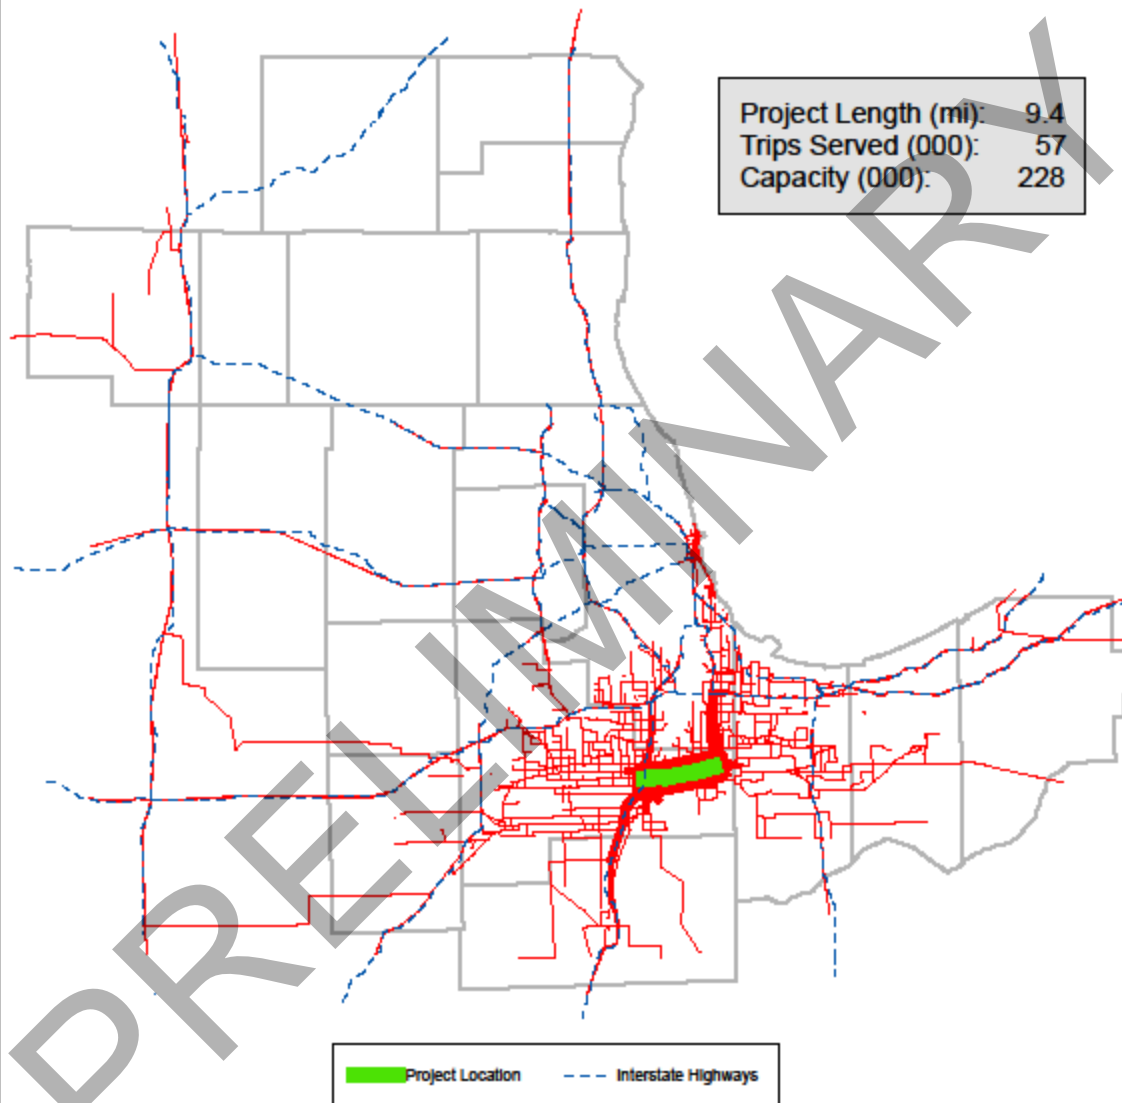 Project Length (mi): 9.4
Trips Served (000): 57
Capacity (000): 228
PRELIMINARY
Project Location
Interstate Highways